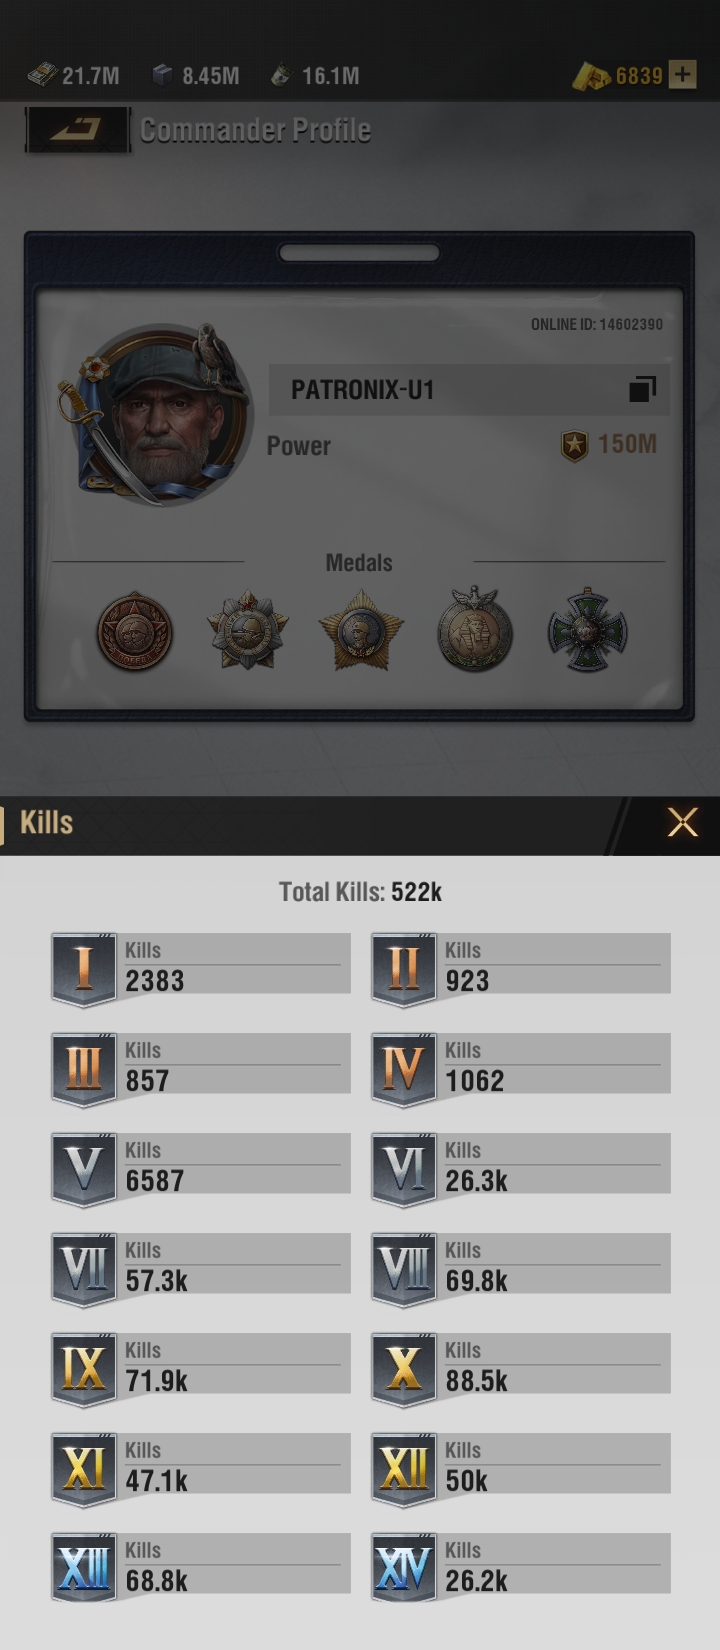 21.7M 8.45M 16.1M 6839 +
Commander Profile
ONLINE ID: 14602390
PATRONIX-U1
Power 150M
Medals
Kills
Total Kills: 522k
I Kills 2383
II Kills 923
III Kills 857
IV Kills 1062
V Kills 6587
VI Kills 26.3k
VII Kills 57.3k
VIII Kills 69.8k
IX Kills 71.9k
X Kills 88.5k
XI Kills 47.1k
XII Kills 50k
XIII Kills 68.8k
XIV Kills 26.2k